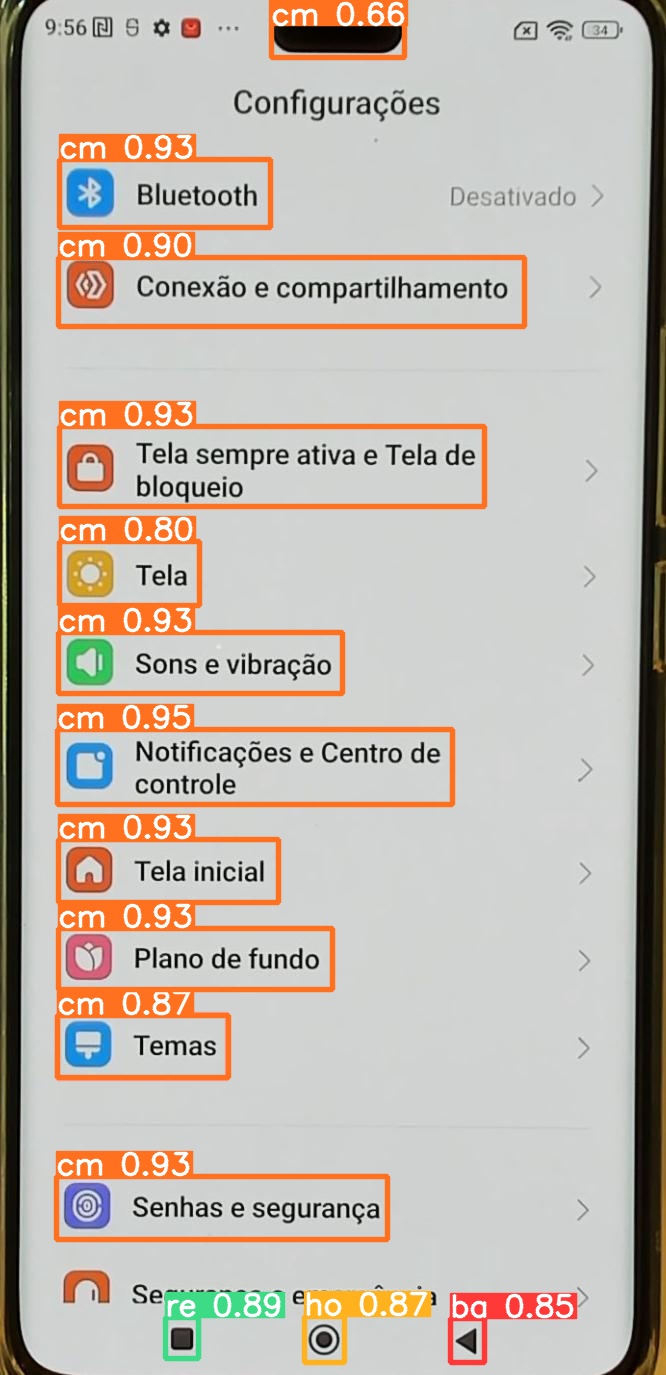 cm 0.66
9:56
34
Configurações
cm 0.93
Bluetooth
Desativado
cm 0.90
Conexão e compartilhamento
cm 0.93
Tela sempre ativa e Tela de
bloqueio
cm 0.80
Tela
cm 0.93
Sons e vibração
cm 0.95
Notificações e Centro de
controle
cm 0.93
Tela inicial
cm 0.93
Plano de fundo
cm 0.87
Temas
cm 0.93
Senhas e segurança
re 0.89
ho 0.87
ba 0.85